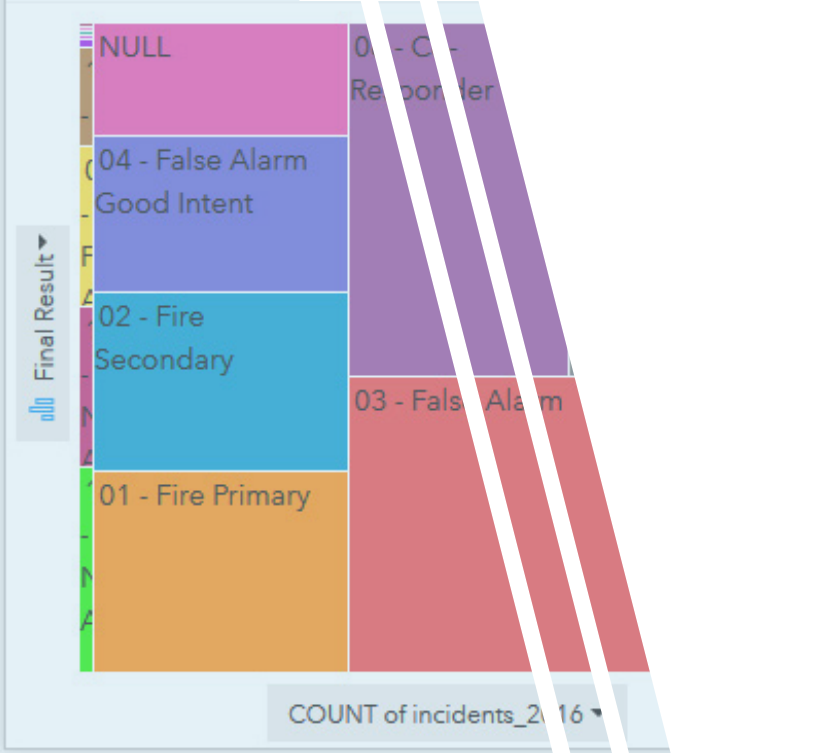 NULL
04 - False Alarm
Good Intent
02 - Fire
Secondary
01 - Fire Primary
Responder
03 - False Alarm
Final Result
COUNT of incidents_2016